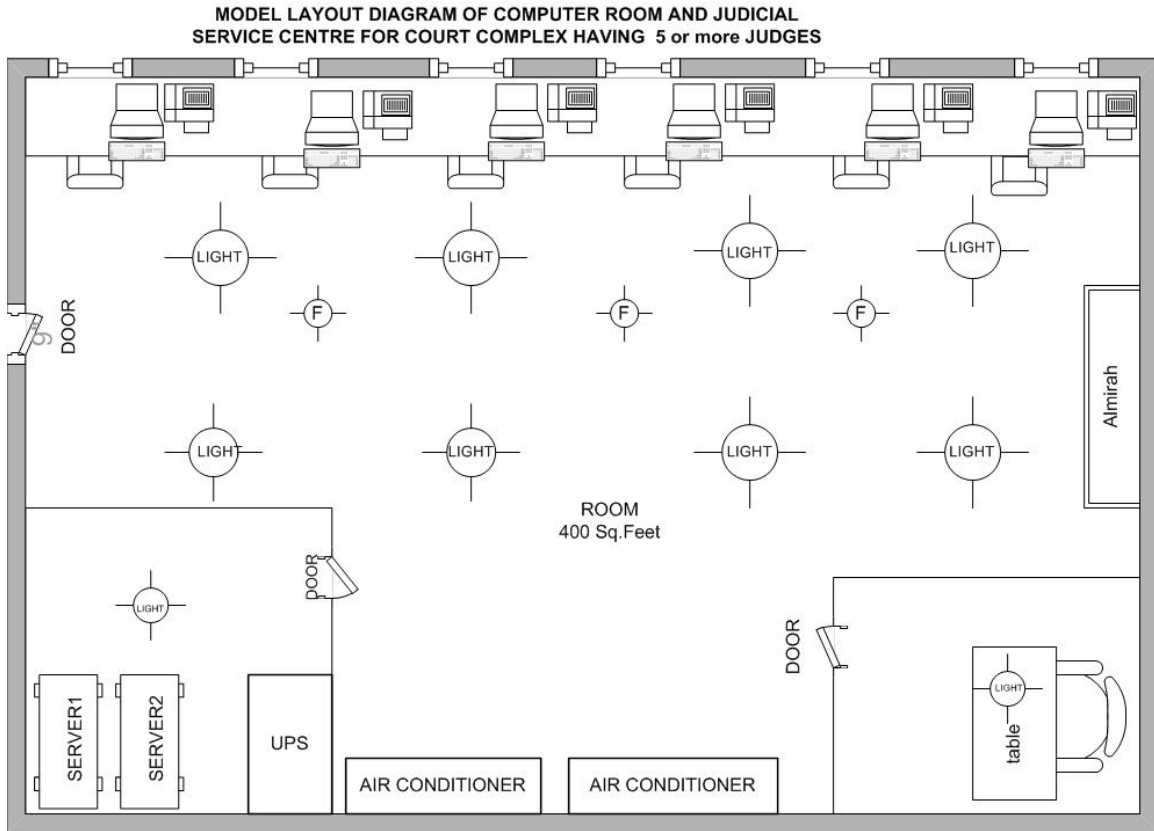 MODEL LAYOUT DIAGRAM OF COMPUTER ROOM AND JUDICIAL
SERVICE CENTRE FOR COURT COMPLEX HAVING 5 or more JUDGES
LIGHT
LIGHT
LIGHT
LIGHT
F
F
F
DOOR
Almirah
LIGHT
LIGHT
LIGHT
LIGHT
ROOM
400 Sq.Feet
DOOR
LIGHT
DOOR
LIGHT
table
SERVER1
SERVER2
UPS
AIR CONDITIONER
AIR CONDITIONER